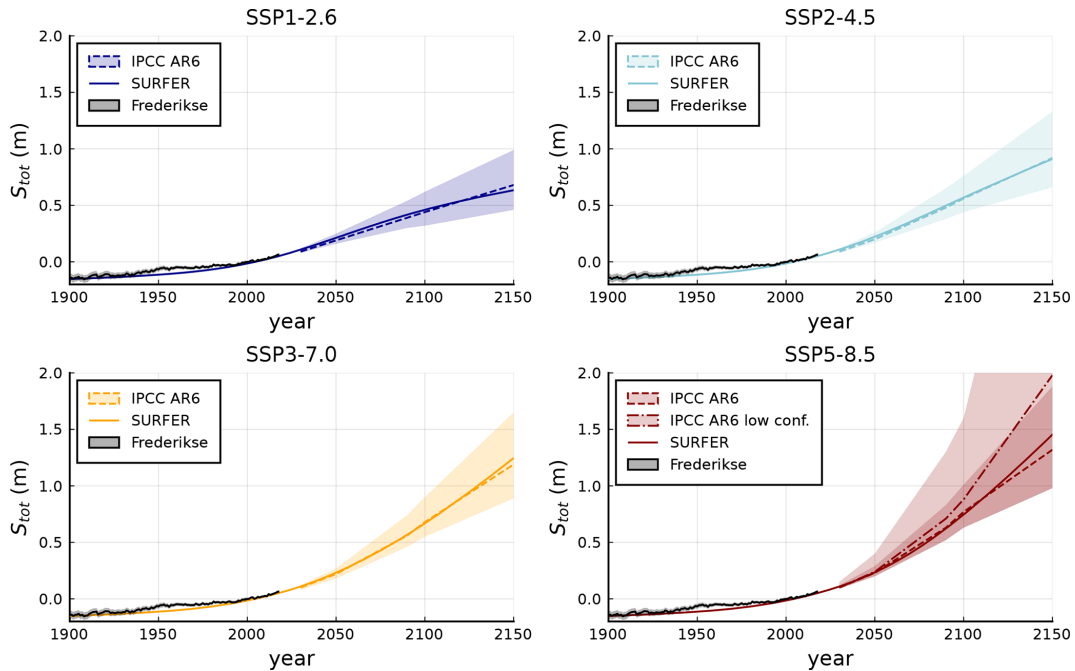 SSP1-2.6
2.0
1.5
1.0
0.5
0.0
S_tot (m)
IPCC AR6
SURFER
Frederikse
1900
1950
2000
2050
2100
2150
year
SSP2-4.5
2.0
1.5
1.0
0.5
0.0
S_tot (m)
IPCC AR6
SURFER
Frederikse
1900
1950
2000
2050
2100
2150
year
SSP3-7.0
2.0
1.5
1.0
0.5
0.0
S_tot (m)
IPCC AR6
SURFER
Frederikse
1900
1950
2000
2050
2100
2150
year
SSP5-8.5
2.0
1.5
1.0
0.5
0.0
S_tot (m)
IPCC AR6
IPCC AR6 low conf.
SURFER
Frederikse
1900
1950
2000
2050
2100
2150
year